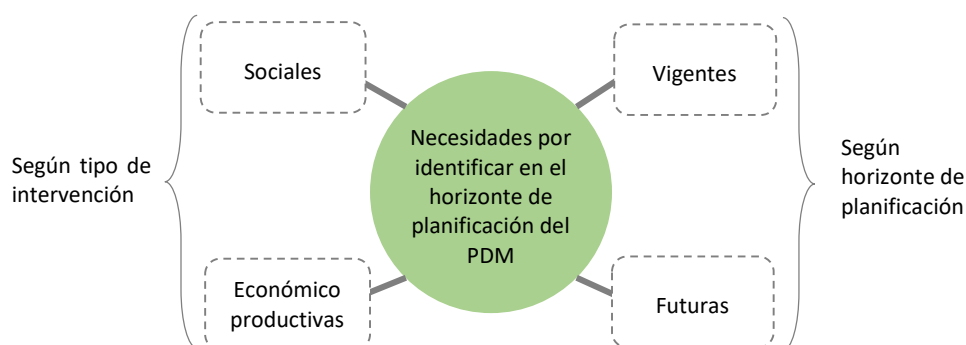 Según tipo de
intervención
Sociales
Económico
productivas
Necesidades por
identificar en el
horizonte de
planificación del
PDM
Vigentes
Futuras
Según
horizonte de
planificación